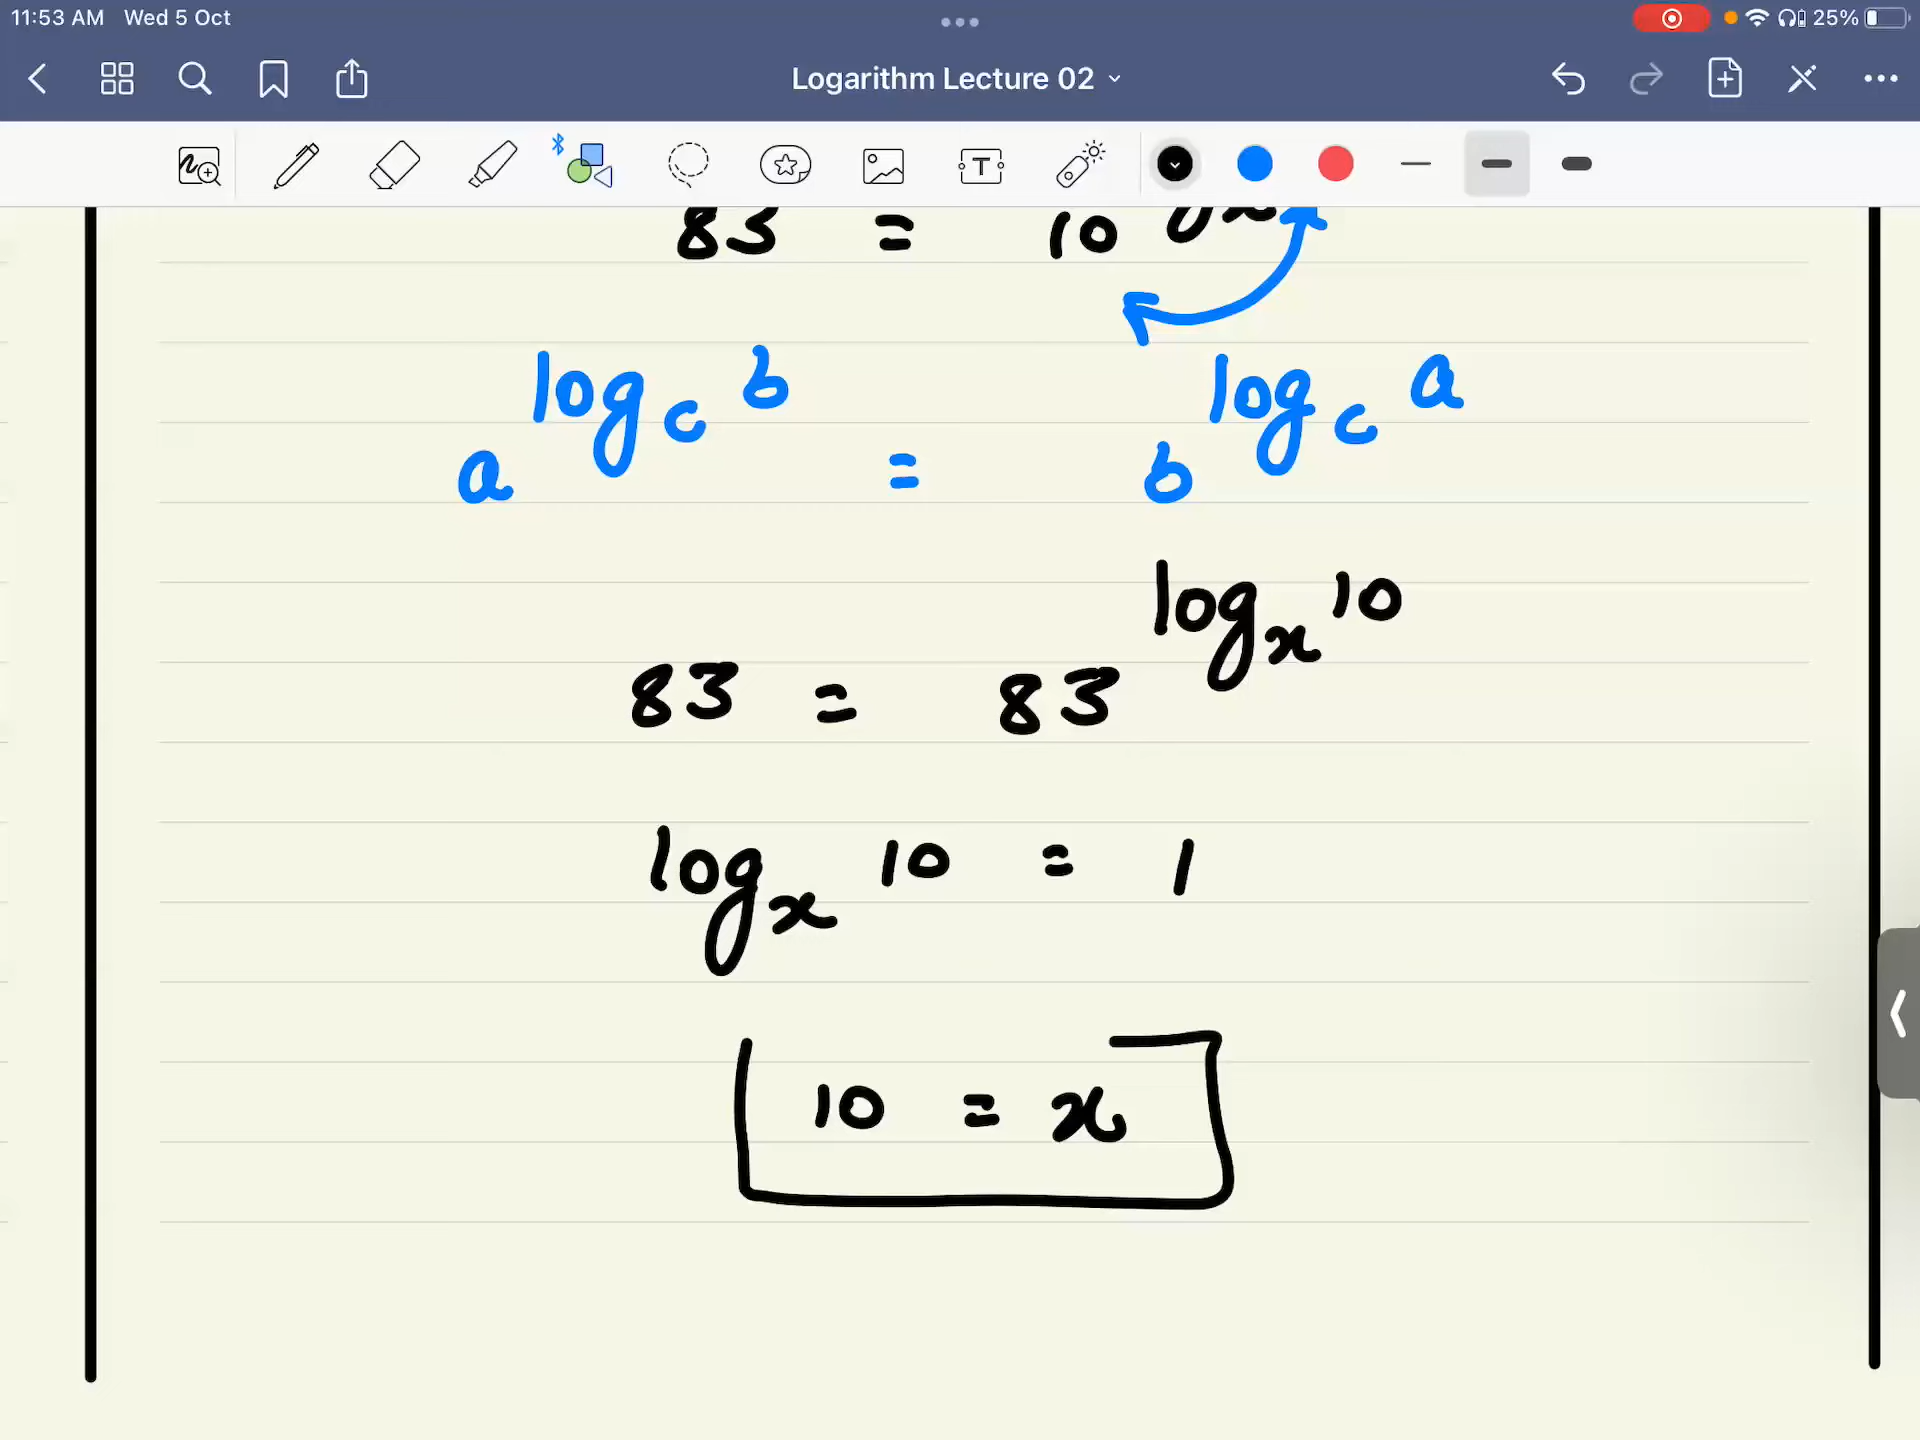 11:53 AM Wed 5 Oct
25%
Logarithm Lecture 02
T
83 = 10
a^log_c b = b^log_c a
83 = 83^log_x 10
log_x 10 = 1
10 = x